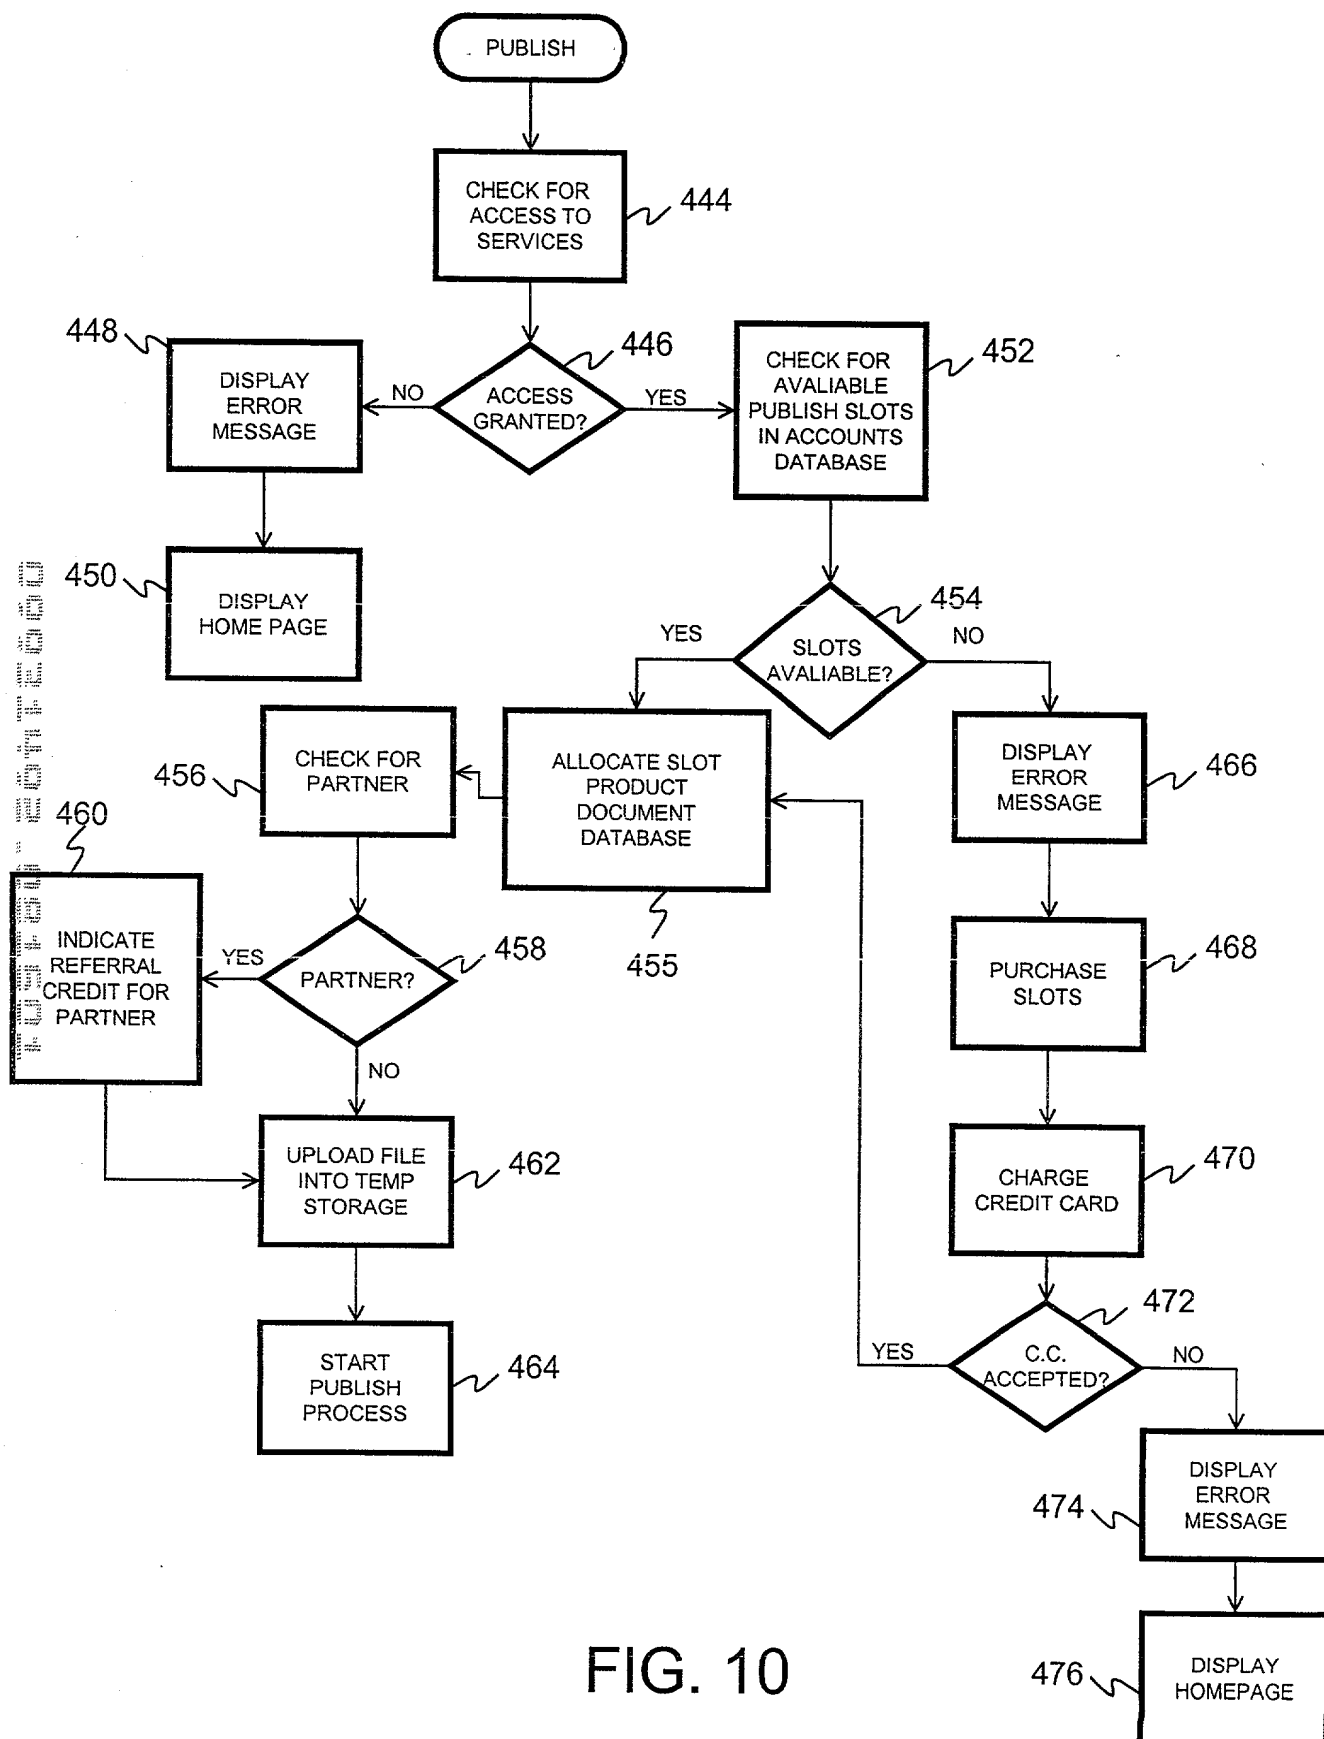 PUBLISH
CHECK FOR
ACCESS TO
SERVICES
444
448
DISPLAY
ERROR
MESSAGE
NO
446
ACCESS
GRANTED?
YES
CHECK FOR
AVALIABLE
PUBLISH SLOTS
IN ACCOUNTS
DATABASE
452
450
DISPLAY
HOME PAGE
454
YES
SLOTS
AVALIABLE?
NO
456
CHECK FOR
PARTNER
ALLOCATE SLOT
PRODUCT
DOCUMENT
DATABASE
455
DISPLAY
ERROR
MESSAGE
466
460
INDICATE
REFERRAL
CREDIT FOR
PARTNER
YES
PARTNER?
458
NO
PURCHASE
SLOTS
468
UPLOAD FILE
INTO TEMP
STORAGE
462
CHARGE
CREDIT CARD
470
START
PUBLISH
PROCESS
464
472
YES
C.C.
ACCEPTED?
NO
474
DISPLAY
ERROR
MESSAGE
476
DISPLAY
HOMEPAGE
FIG. 10